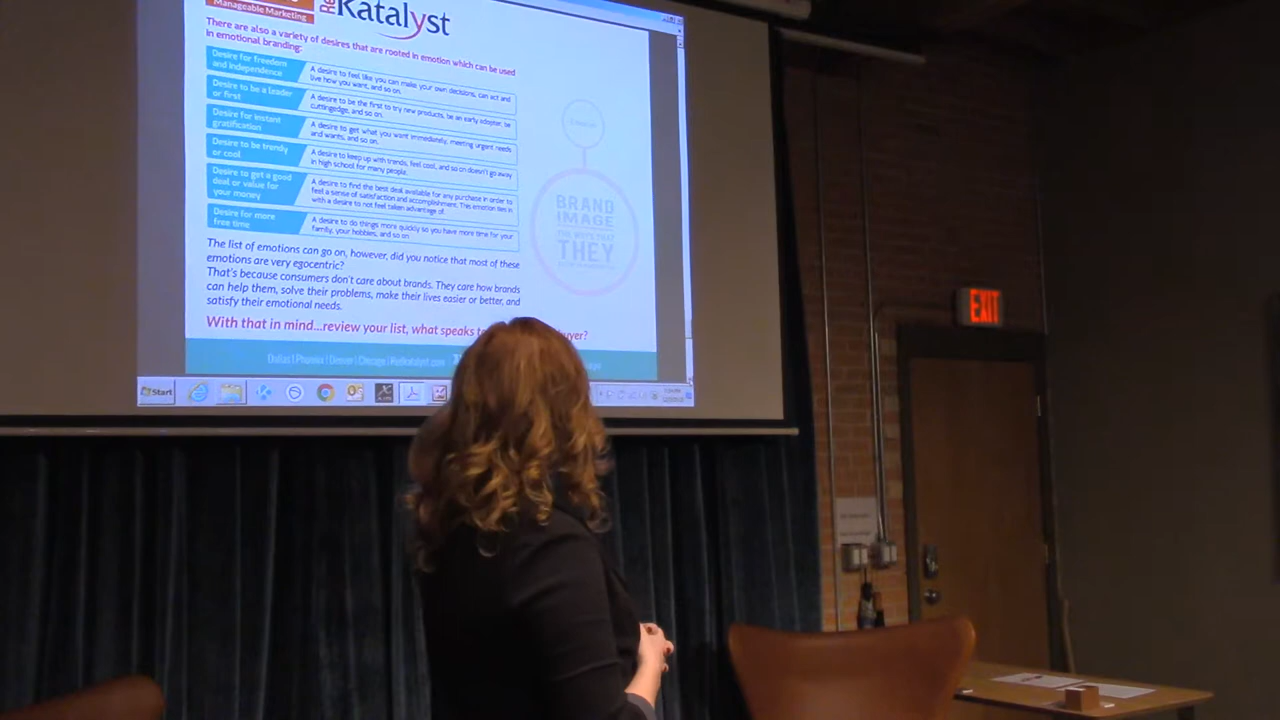 Manageable Marketing
Re Katalyst
There are also a variety of desires that are rooted in emotion which can be used
in emotional branding:
Desire for freedom
and independence
A desire to feel like you can make your own decisions, can act and
live how you want, and so on.
Desire to be a leader
or first
A desire to be the first to try new products, be an early adopter, be
cuttingedge, and so on.
Desire for instant
gratification
A desire to get what you want immediately, meeting urgent needs
and wants, and so on.
Desire to be trendy
or cool
A desire to keep up with trends, feel cool, and so on doesn't go away
in high school for many people.
Desire to get a good
deal or value for
your money
A desire to find the best deal available for any purchase in order to
feel a sense of satisfaction and accomplishment. This emotion ties in
with a desire to not feel taken advantage of.
Desire for more
free time
A desire to do things more quickly so you have more time for your
family, your hobbies, and so on
The list of emotions can go on, however, did you notice that most of these
emotions are very egocentric?
That's because consumers don't care about brands. They care how brands
can help them, solve their problems, make their lives easier or better, and
satisfy their emotional needs.
With that in mind...review your list, what speaks to buyer?
Dallas | Phoenix | Denver | Chicago | RedKatalyst.com
BRAND
IMAGE
THEY
Start
EXIT